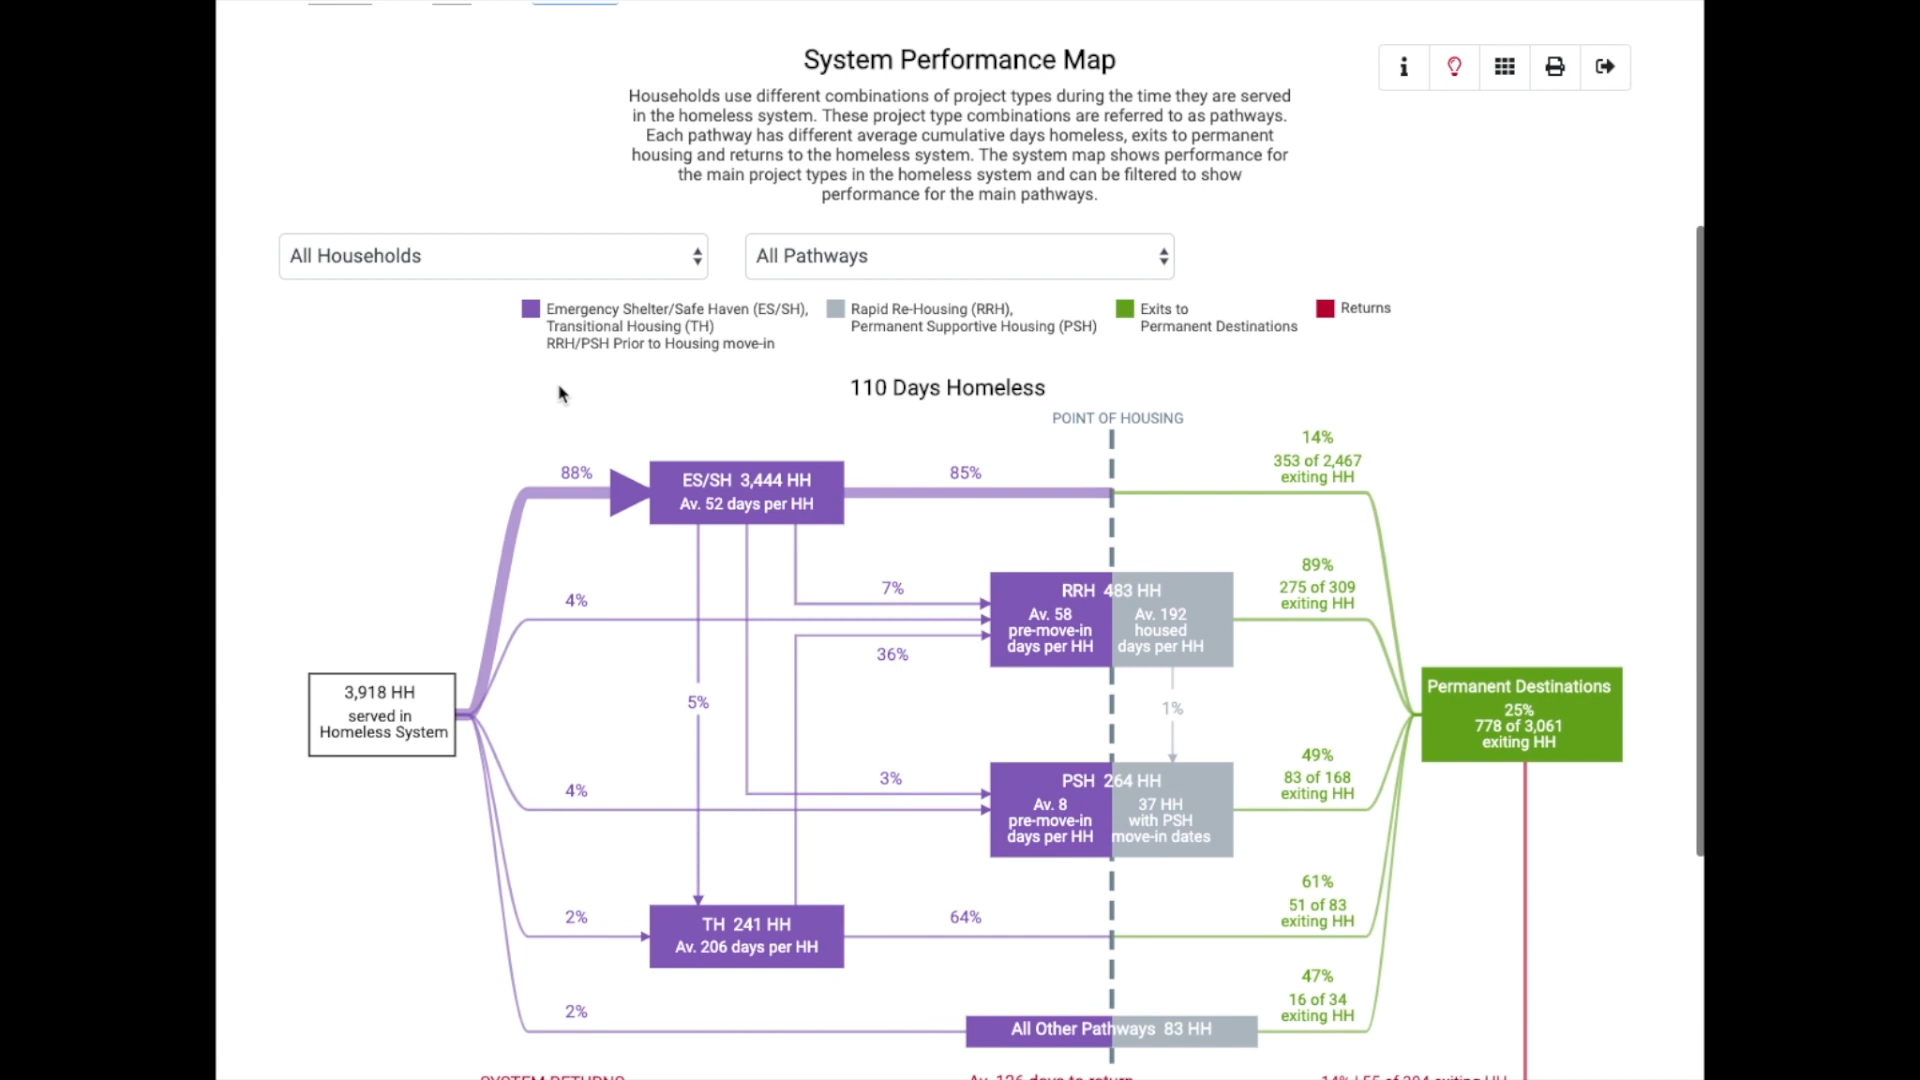 System Performance Map
Households use different combinations of project types during the time they are served
in the homeless system. These project type combinations are referred to as pathways.
Each pathway has different average cumulative days homeless, exits to permanent
housing and returns to the homeless system. The system map shows performance for
the main project types in the homeless system and can be filtered to show
performance for the main pathways.
All Households
All Pathways
Emergency Shelter/Safe Haven (ES/SH),
Transitional Housing (TH)
RRH/PSH Prior to Housing move-in
Rapid Re-Housing (RRH),
Permanent Supportive Housing (PSH)
Exits to
Permanent Destinations
Returns
110 Days Homeless
POINT OF HOUSING
88%
ES/SH 3,444 HH
Av. 52 days per HH
85%
14%
353 of 2,467
exiting HH
4%
7%
36%
RRH 483 HH
Av. 58
pre-move-in
days per HH
Av. 192
housed
days per HH
89%
275 of 309
exiting HH
3,918 HH
served in
Homeless System
5%
1%
Permanent Destinations
25%
778 of 3,061
exiting HH
4%
3%
PSH 264 HH
Av. 8
pre-move-in
days per HH
37 HH
with PSH
move-in dates
49%
83 of 168
exiting HH
2%
TH 241 HH
Av. 206 days per HH
64%
61%
51 of 83
exiting HH
2%
All Other Pathways 83 HH
47%
16 of 34
exiting HH
SYSTEM RETURNS
Av. 126 days to return